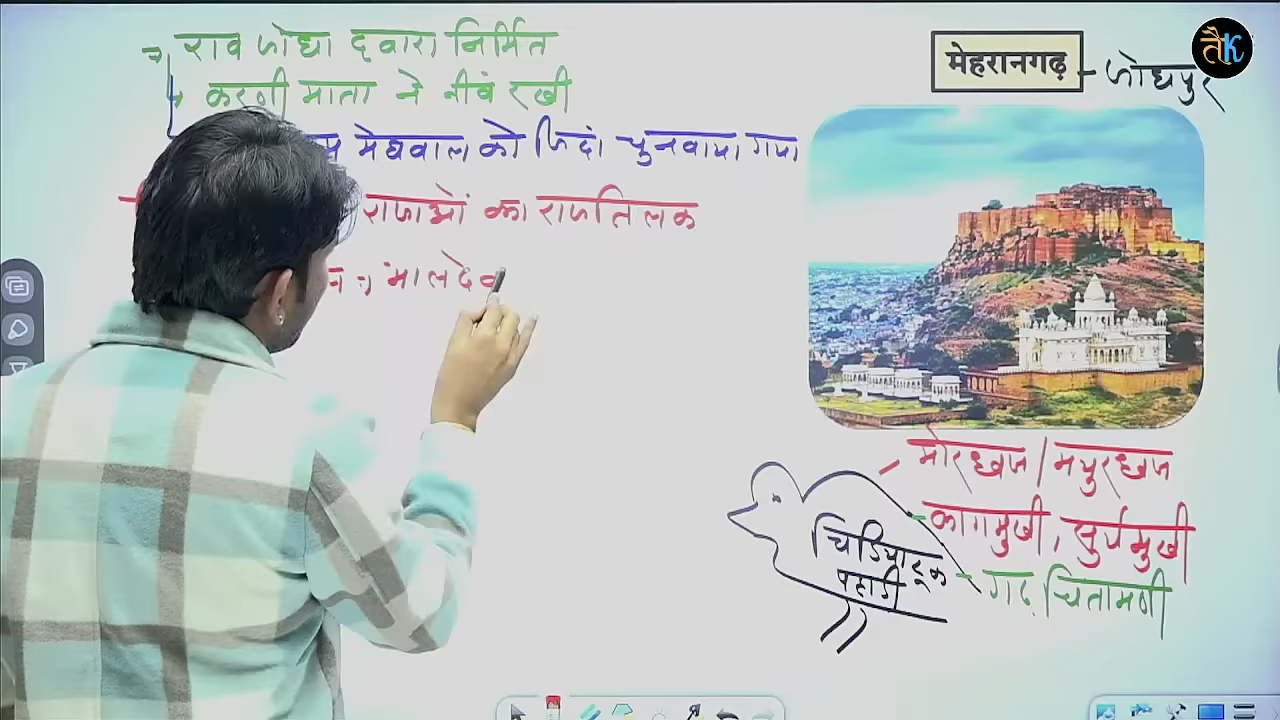 राव जोधा द्वारा निर्मित
करणी माता ने नीवं रखी
मेघवाल को जिंदा चुनवाया गया
राजाओं का राजतिलक
मालदेव
मेहरानगढ़ - जोधपुर
तैK
मोरध्वज / मयुरध्वज
कागमुखी, सुर्यमुखी
गढ़ चितामणी
चिडियाटूक
पहाडी